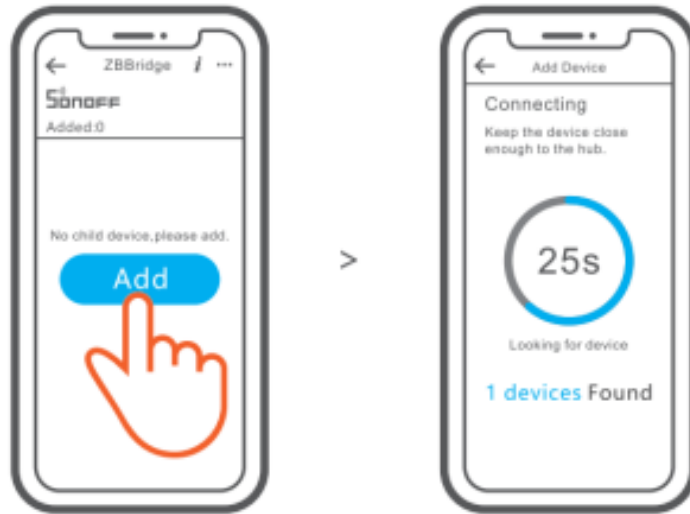 ZBBridge i ...
SONOFF
Added:0
No child device,please add.
Add
>
Add Device
Connecting
Keep the device close
enough to the hub.
25s
Looking for device
1 devices Found